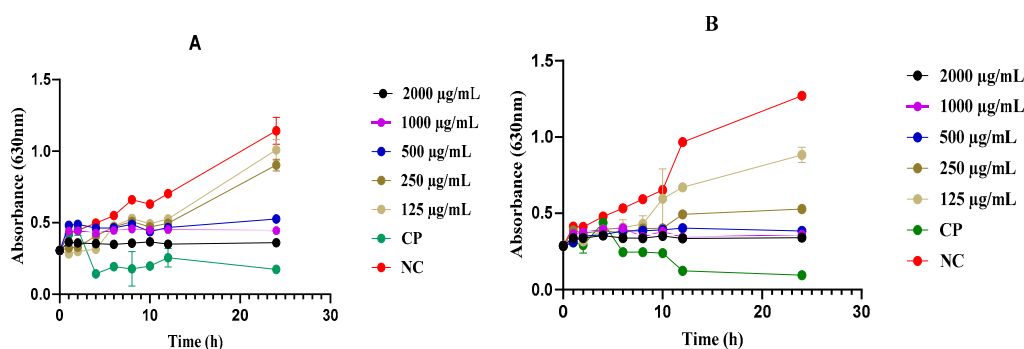 A
Absorbance (630nm)
1.5
1.0
0.5
0.0
0
10
20
30
Time (h)
2000 µg/mL
1000 µg/mL
500 µg/mL
250 µg/mL
125 µg/mL
CP
NC
B
Absorbance (630nm)
1.5
1.0
0.5
0.0
0
10
20
30
Time (h)
2000 µg/mL
1000 µg/mL
500 µg/mL
250 µg/mL
125 µg/mL
CP
NC